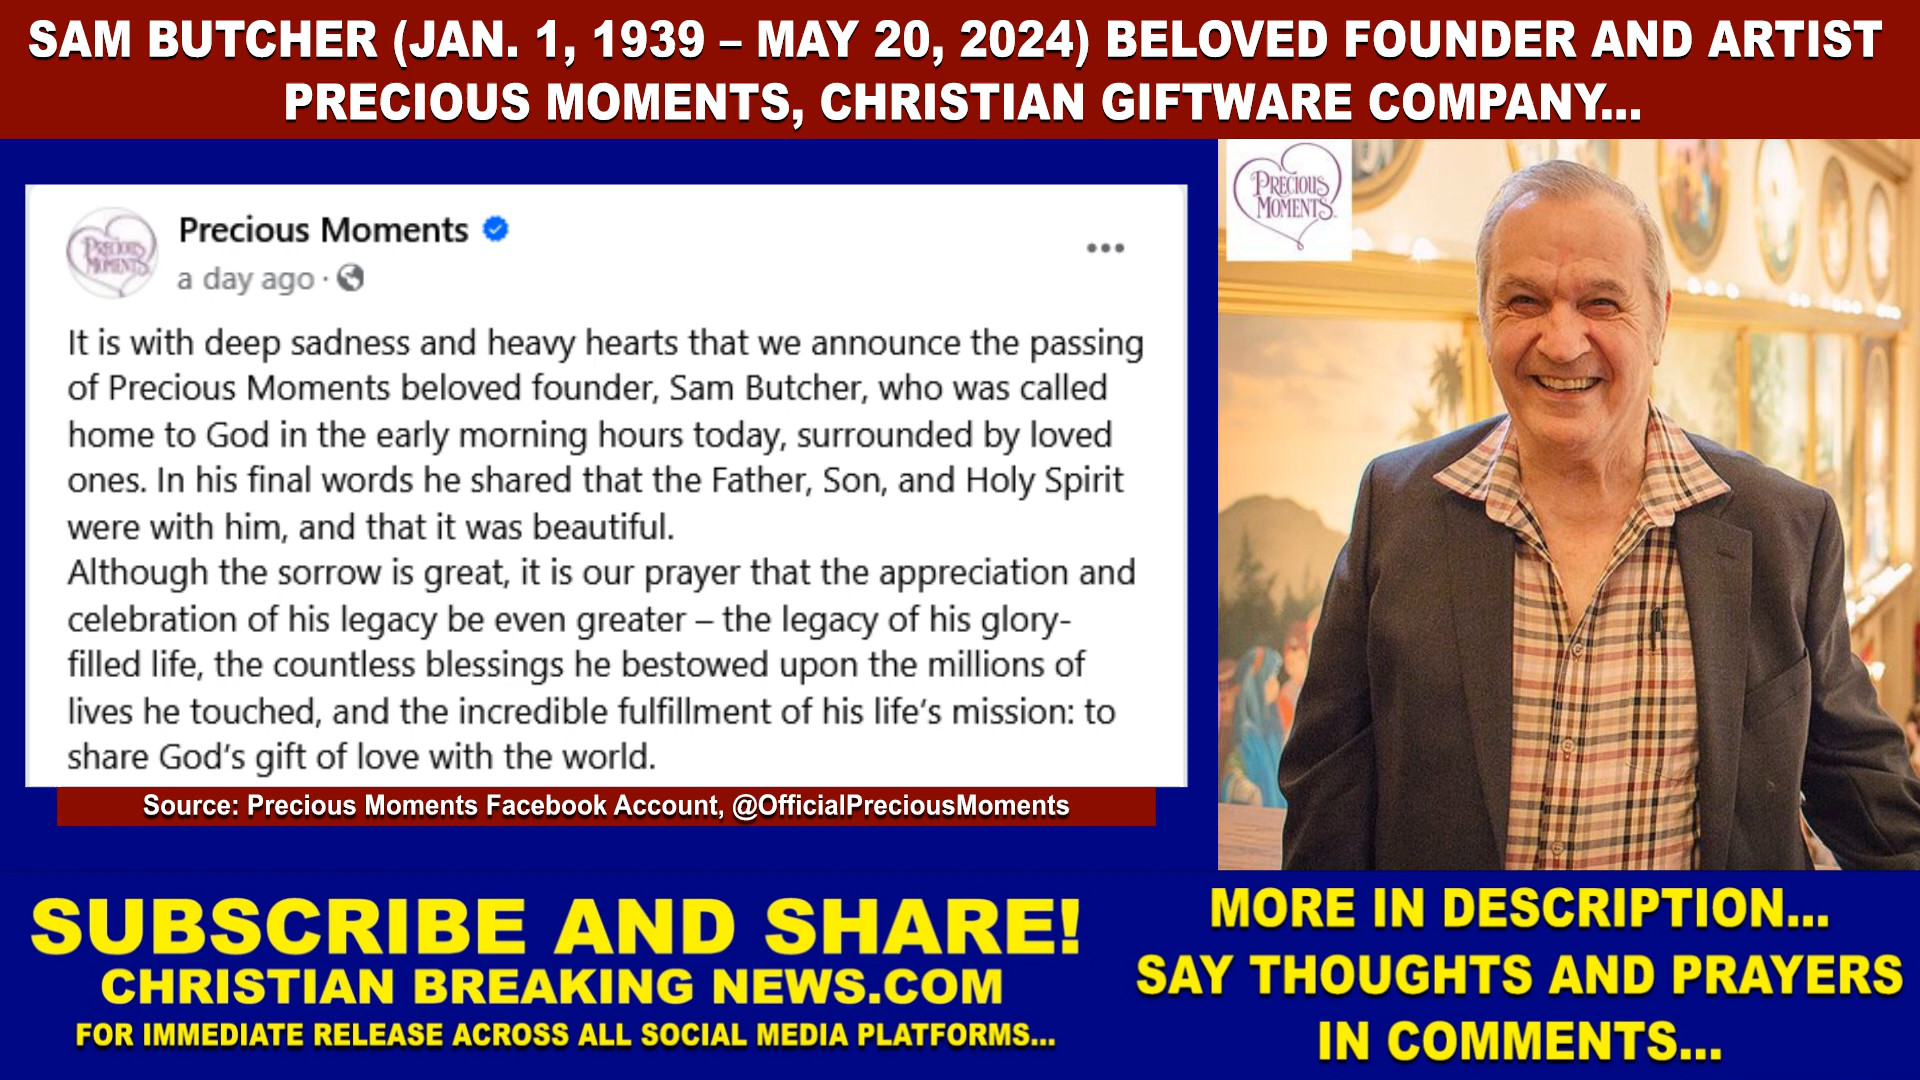 SAM BUTCHER (JAN. 1, 1939 – MAY 20, 2024) BELOVED FOUNDER AND ARTIST
PRECIOUS MOMENTS, CHRISTIAN GIFTWARE COMPANY...
PRECIOUS
MOMENTS
Precious Moments
a day ago ·
It is with deep sadness and heavy hearts that we announce the passing
of Precious Moments beloved founder, Sam Butcher, who was called
home to God in the early morning hours today, surrounded by loved
ones. In his final words he shared that the Father, Son, and Holy Spirit
were with him, and that it was beautiful.
Although the sorrow is great, it is our prayer that the appreciation and
celebration of his legacy be even greater – the legacy of his glory-
filled life, the countless blessings he bestowed upon the millions of
lives he touched, and the incredible fulfillment of his life's mission: to
share God's gift of love with the world.
Source: Precious Moments Facebook Account, @OfficialPreciousMoments
PRECIOUS
MOMENTS
SUBSCRIBE AND SHARE!
CHRISTIAN BREAKING NEWS.COM
FOR IMMEDIATE RELEASE ACROSS ALL SOCIAL MEDIA PLATFORMS...
MORE IN DESCRIPTION...
SAY THOUGHTS AND PRAYERS
IN COMMENTS...